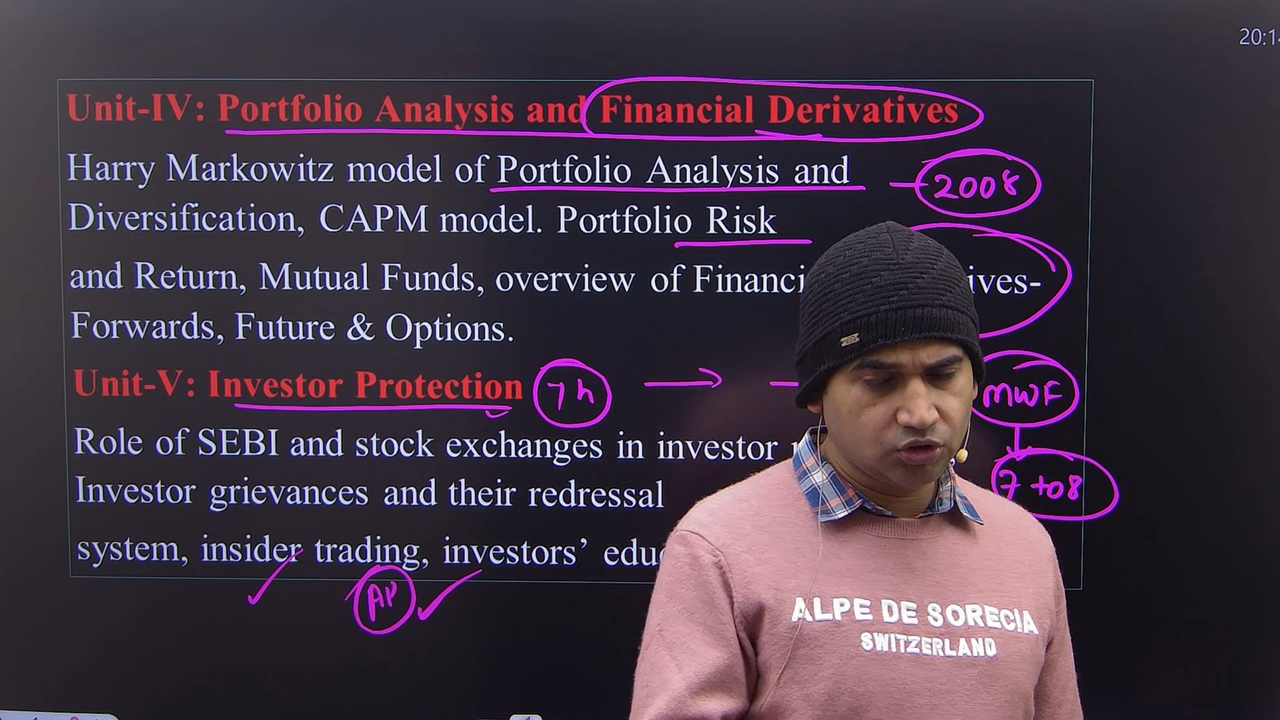 20:1
Unit-IV: Portfolio Analysis and Financial Derivatives
Harry Markowitz model of Portfolio Analysis and
2008
Diversification, CAPM model. Portfolio Risk
and Return, Mutual Funds, overview of Financi ives-
Forwards, Future & Options.
Unit-V: Investor Protection
7h
MWF
Role of SEBI and stock exchanges in investor
Investor grievances and their redressal
7 to 8
system, insider trading, investors' edu
ALPE DE SORECIA
SWITZERLAND